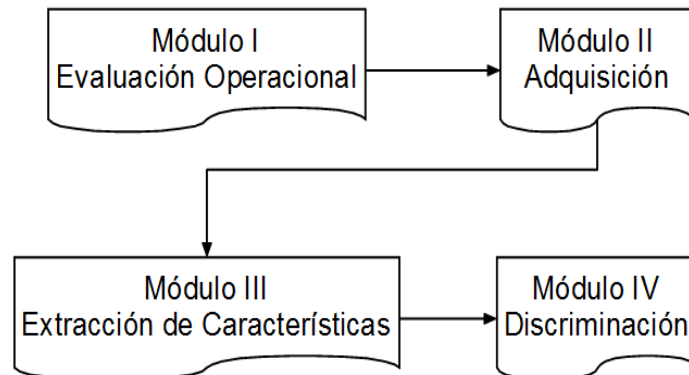 Módulo I
Evaluación Operacional
Módulo II
Adquisición
Módulo III
Extracción de Características
Módulo IV
Discriminación